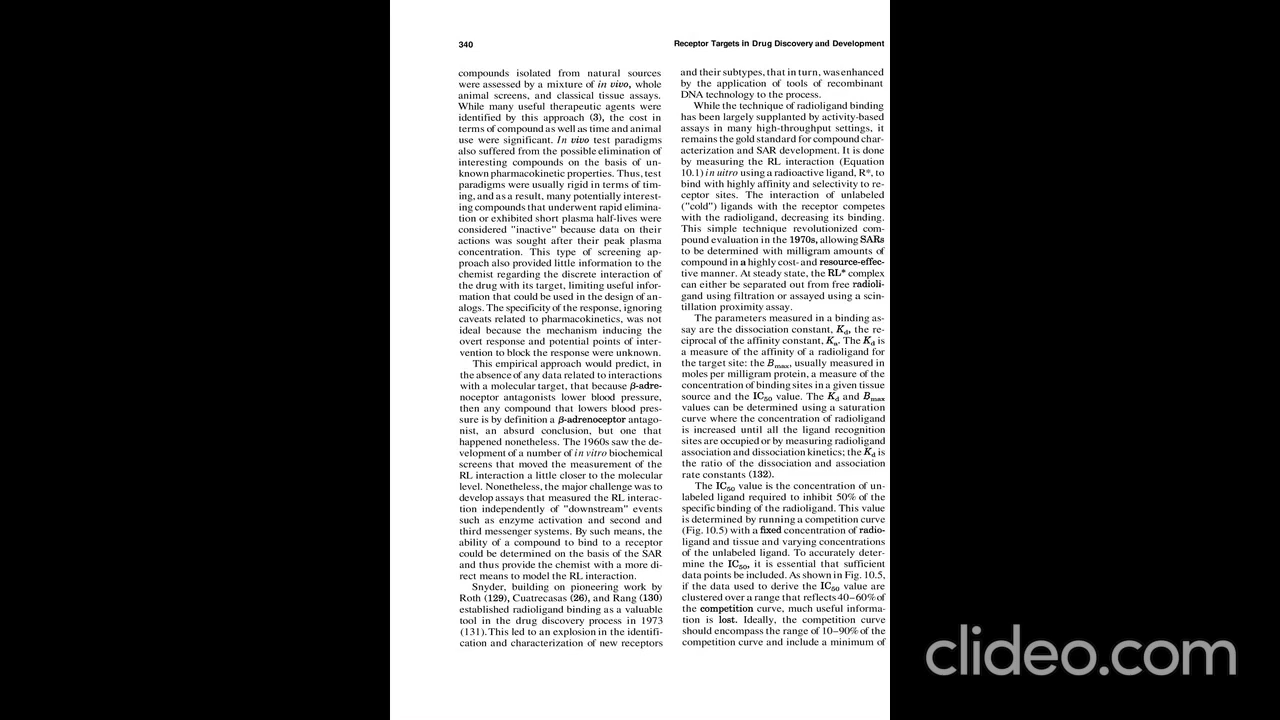 340
Receptor Targets in Drug Discovery and Development
compounds isolated from natural sources
were assessed by a mixture of in vivo, whole
animal screens, and classical tissue assays.
While many useful therapeutic agents were
identified by this approach (3), the cost in
terms of compound as well as time and animal
use were significant. In vivo test paradigms
also suffered from the possible elimination of
interesting compounds on the basis of un-
known pharmacokinetic properties. Thus, test
paradigms were usually rigid in terms of tim-
ing, and as a result, many potentially interest-
ing compounds that underwent rapid elimina-
tion or exhibited short plasma half-lives were
considered "inactive" because data on their
actions was sought after their peak plasma
concentration. This type of screening ap-
proach also provided little information to the
chemist regarding the discrete interaction of
the drug with its target, limiting useful infor-
mation that could be used in the design of an-
alogs. The specificity of the response, ignoring
caveats related to pharmacokinetics, was not
ideal because the mechanism inducing the
overt response and potential points of inter-
vention to block the response were unknown.
This empirical approach would predict, in
the absence of any data related to interactions
with a molecular target, that because β-adre-
noceptor antagonists lower blood pressure,
then any compound that lowers blood pres-
sure is by definition a β-adrenoceptor antago-
nist, an absurd conclusion, but one that
happened nonetheless. The 1960s saw the de-
velopment of a number of in vitro biochemical
screens that moved the measurement of the
RL interaction a little closer to the molecular
level. Nonetheless, the major challenge was to
develop assays that measured the RL interac-
tion independently of "downstream" events
such as enzyme activation and second and
third messenger systems. By such means, the
ability of a compound to bind to a receptor
could be determined on the basis of the SAR
and thus provide the chemist with a more di-
rect means to model the RL interaction.
Snyder, building on pioneering work by
Roth (129), Cuatrecasas (26), and Rang (130)
established radioligand binding as a valuable
tool in the drug discovery process in 1973
(131). This led to an explosion in the identifi-
cation and characterization of new receptors
and their subtypes, that in turn, was enhanced
by the application of tools of recombinant
DNA technology to the process.
While the technique of radioligand binding
has been largely supplanted by activity-based
assays in many high-throughput settings, it
remains the gold standard for compound char-
acterization and SAR development. It is done
by measuring the RL interaction (Equation
10.1) in uitro using a radioactive ligand, R*, to
bind with highly affinity and selectivity to re-
ceptor sites. The interaction of unlabeled
("cold") ligands with the receptor competes
with the radioligand, decreasing its binding.
This simple technique revolutionized com-
pound evaluation in the 1970s, allowing SARs
to be determined with milligram amounts of
compound in a highly cost- and resource-effec-
tive manner. At steady state, the RL* complex
can either be separated out from free radioli-
gand using filtration or assayed using a scin-
tillation proximity assay.
The parameters measured in a binding as-
say are the dissociation constant, Kd, the re-
ciprocal of the affinity constant, Ka. The Kd is
a measure of the affinity of a radioligand for
the target site: the Bmax, usually measured in
moles per milligram protein, a measure of the
concentration of binding sites in a given tissue
source and the IC50 value. The Kd and Bmax
values can be determined using a saturation
curve where the concentration of radioligand
is increased until all the ligand recognition
sites are occupied or by measuring radioligand
association and dissociation kinetics; the Kd is
the ratio of the dissociation and association
rate constants (132).
The IC50 value is the concentration of un-
labeled ligand required to inhibit 50% of the
specific binding of the radioligand. This value
is determined by running a competition curve
(Fig. 10.5) with a fixed concentration of radio-
ligand and tissue and varying concentrations
of the unlabeled ligand. To accurately deter-
mine the IC50, it is essential that sufficient
data points be included. As shown in Fig. 10.5,
if the data used to derive the IC50 value are
clustered over a range that reflects 40–60% of
the competition curve, much useful informa-
tion is lost. Ideally, the competition curve
should encompass the range of 10–90% of the
competition curve and include a minimum of
clideo.com